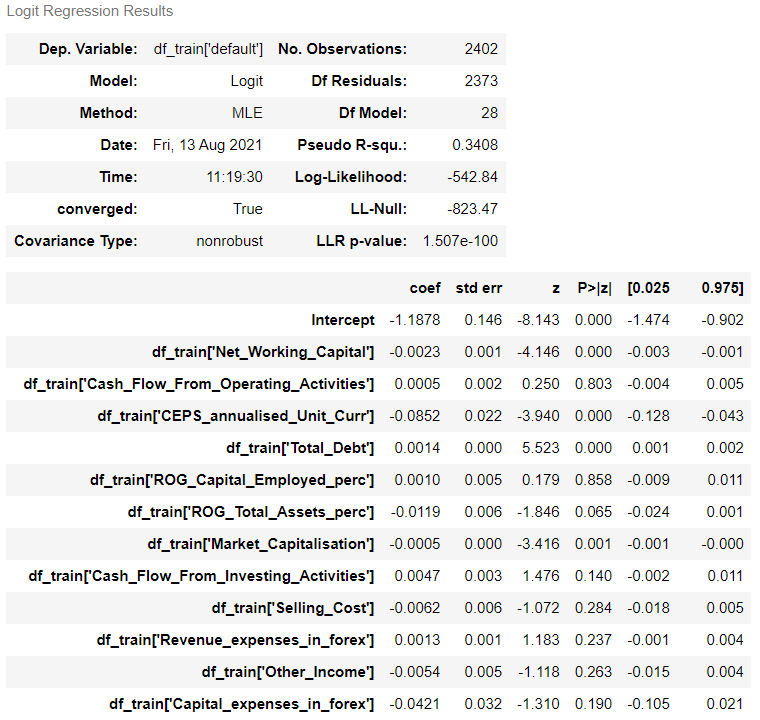 Logit Regression Results
Dep. Variable: df_train['default'] No. Observations: 2402
Model: Logit Df Residuals: 2373
Method: MLE Df Model: 28
Date: Fri, 13 Aug 2021 Pseudo R-squ.: 0.3408
Time: 11:19:30 Log-Likelihood: -542.84
converged: True LL-Null: -823.47
Covariance Type: nonrobust LLR p-value: 1.507e-100
coef std err z P>|z| [0.025 0.975]
Intercept -1.1878 0.146 -8.143 0.000 -1.474 -0.902
df_train['Net_Working_Capital'] -0.0023 0.001 -4.146 0.000 -0.003 -0.001
df_train['Cash_Flow_From_Operating_Activities'] 0.0005 0.002 0.250 0.803 -0.004 0.005
df_train['CEPS_annualised_Unit_Curr'] -0.0852 0.022 -3.940 0.000 -0.128 -0.043
df_train['Total_Debt'] 0.0014 0.000 5.523 0.000 0.001 0.002
df_train['ROG_Capital_Employed_perc'] 0.0010 0.005 0.179 0.858 -0.009 0.011
df_train['ROG_Total_Assets_perc'] -0.0119 0.006 -1.846 0.065 -0.024 0.001
df_train['Market_Capitalisation'] -0.0005 0.000 -3.416 0.001 -0.001 -0.000
df_train['Cash_Flow_From_Investing_Activities'] 0.0047 0.003 1.476 0.140 -0.002 0.011
df_train['Selling_Cost'] -0.0062 0.006 -1.072 0.284 -0.018 0.005
df_train['Revenue_expenses_in_forex'] 0.0013 0.001 1.183 0.237 -0.001 0.004
df_train['Other_Income'] -0.0054 0.005 -1.118 0.263 -0.015 0.004
df_train['Capital_expenses_in_forex'] -0.0421 0.032 -1.310 0.190 -0.105 0.021